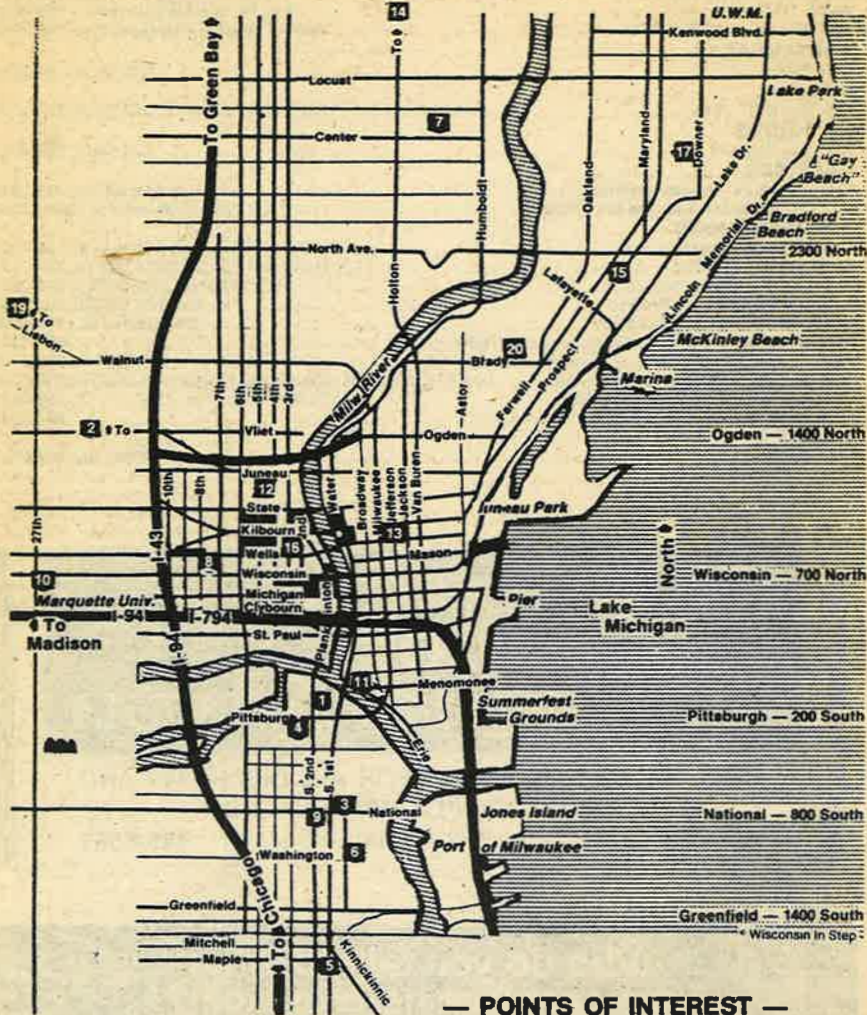 14
To
U.W.M.
Kenwood Blvd.
To Green Bay
Locust
Lake Park
7
Center
Maryland
17
Downer
Lake Dr.
"Gay
Beach"
Oakland
Humboldt
Lincoln Memorial Dr.
Bradford
Beach
North Ave.
2300 North
Holton
15
Lafayette
19
To
Lisbon
McKinley Beach
Walnut
20
Brady
Marina
7th
6th
5th
4th
3rd
Milw. River
Astor
Farwell
Prospect
2
To
Vliet
Ogden
Ogden — 1400 North
Juneau
10th
8th
12
Water
Broadway
Milwaukee
Jefferson
Jackson
Van Buren
Juneau Park
State
2nd
Kilbourn
13
27th
I-43
Wells
16
Mason
North
Wisconsin
Wisconsin — 700 North
10
Michigan
Marquette Univ.
Clybourn
Pier
Lake
Michigan
I-94
I-794
To
Madison
St. Paul
I-94
11
Menomonee
1
Summerfest
Grounds
Pittsburgh
4
Pittsburgh — 200 South
Erie
S. 2nd
S. 1st
3
National
Jones Island
National — 800 South
9
Port of Milwaukee
Washington
6
Greenfield
Greenfield — 1400 South
Wisconsin In Step
To Chicago
Mitchell
Maple
5
Kinnickinnic
— POINTS OF INTEREST —